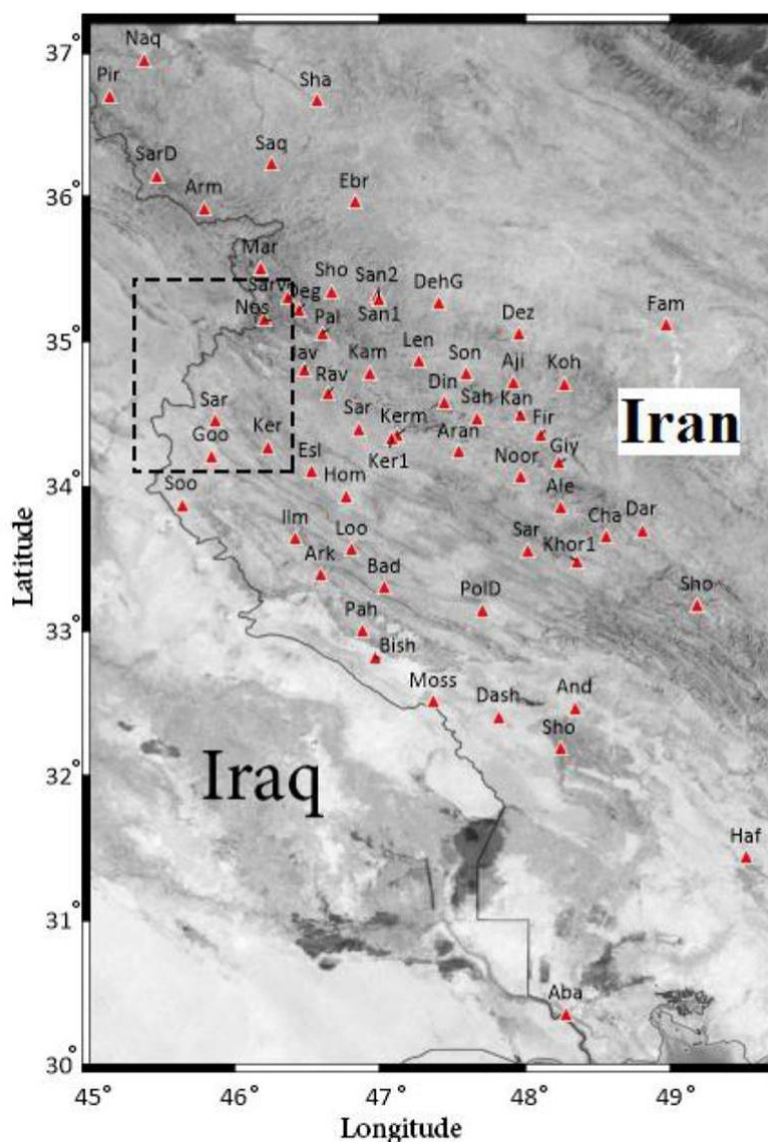 37°
Naq
Pir
Sha
Saq
SarD
Arm
Ebr
36°
Mar
Sho
San2
DehG
Sarv
Deg
San1
Nos
Pal
Dez
Fam
35°
Len
Kam
Son
Aji
Koh
Rav
Din
Sah
Kan
Iran
Sar
Sar
Kerm
Fir
Ker
Goo
Ker1
Aran
Esl
Noor
Giy
34°
Hom
Soo
Ale
Cha
Dar
Ilm
Loo
Sar
Khor1
Ark
Bad
PolD
Sho
Pah
33°
Bish
Moss
Dash
And
Sho
32°
Iraq
Haf
31°
Aba
30°
45°
46°
47°
48°
49°
Longitude
Latitude